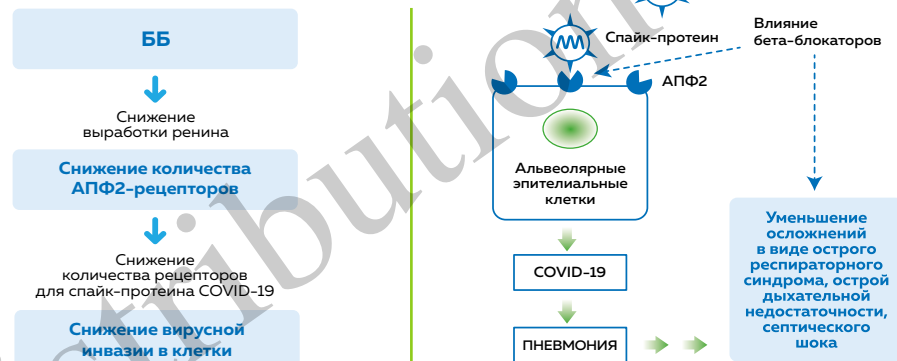 ББ
Снижение
выработки ренина
Снижение количества
АПФ2-рецепторов
Снижение
количества рецепторов
для спайк-протеина COVID-19
Снижение вирусной
инвазии в клетки
Спайк-протеин
АПФ2
Альвеолярные
эпителиальные
клетки
COVID-19
ПНЕВМОНИЯ
Влияние
бета-блокаторов
Уменьшение
осложнений
в виде острого
респираторного
синдрома, острой
дыхательной
недостаточности,
септического
шока
stribution